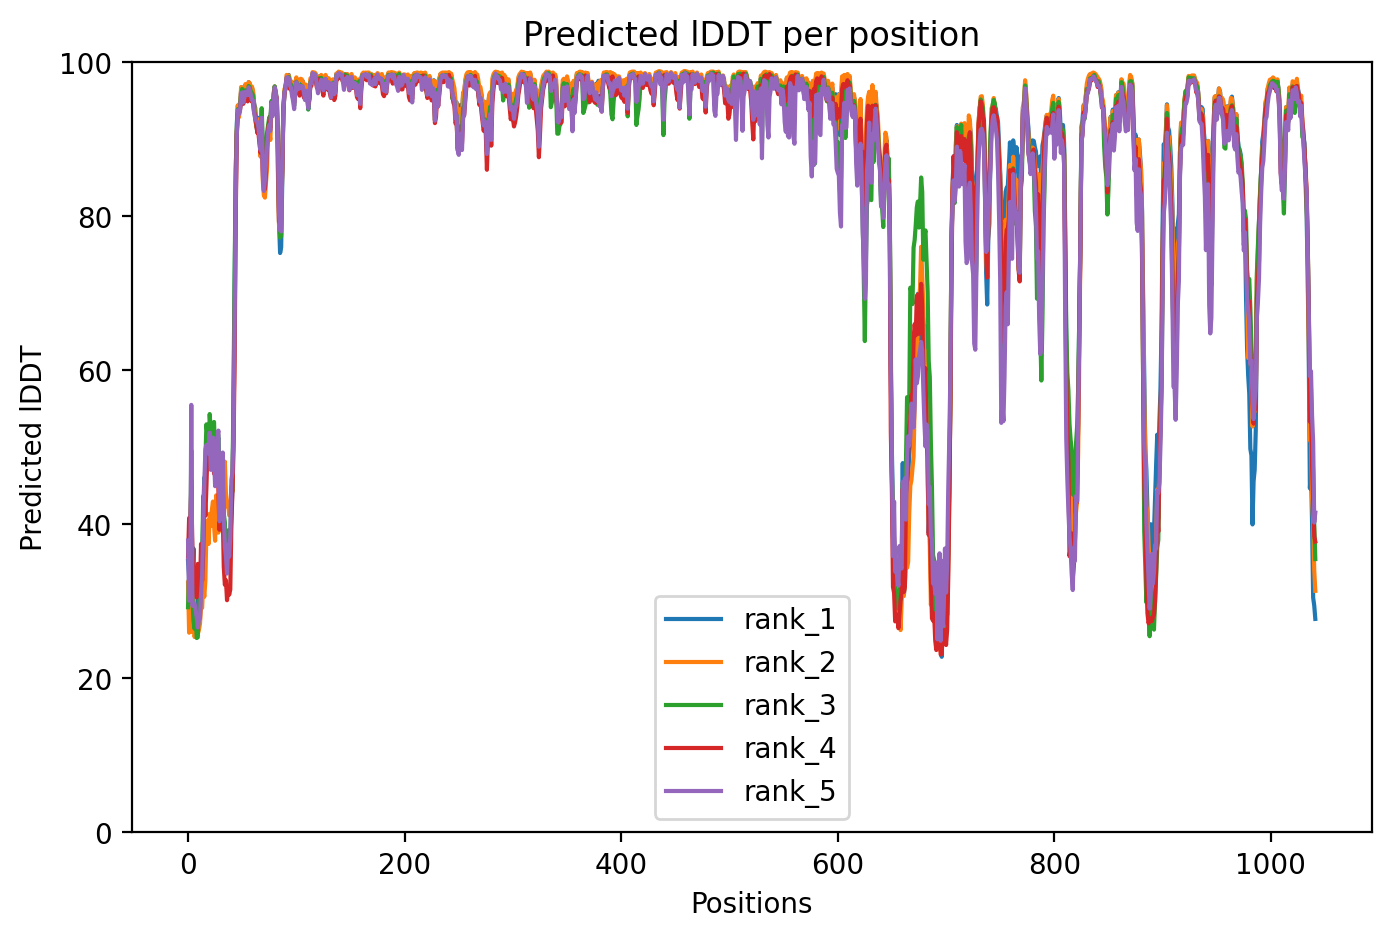 Predicted lDDT per position
100
80
60
40
20
0
Predicted lDDT
rank_1
rank_2
rank_3
rank_4
rank_5
0 200 400 600 800 1000
Positions